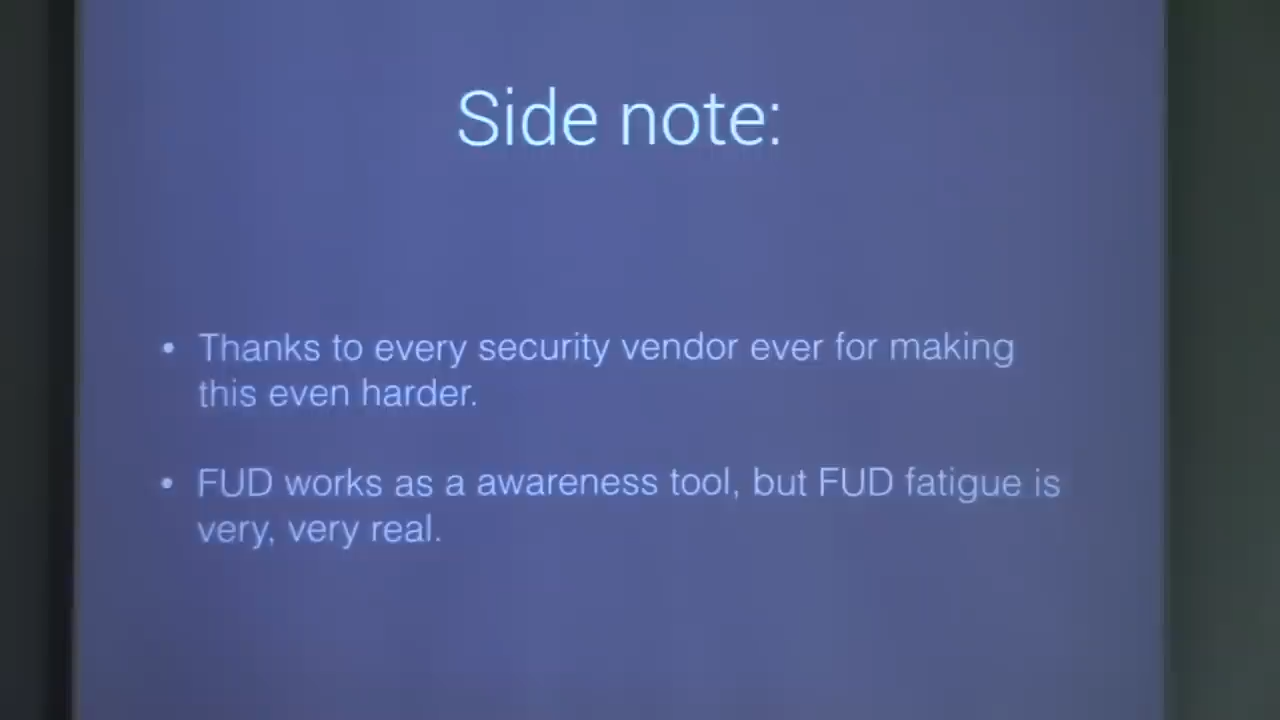 Side note:
• Thanks to every security vendor ever for making
this even harder.
• FUD works as a awareness tool, but FUD fatigue is
very, very real.